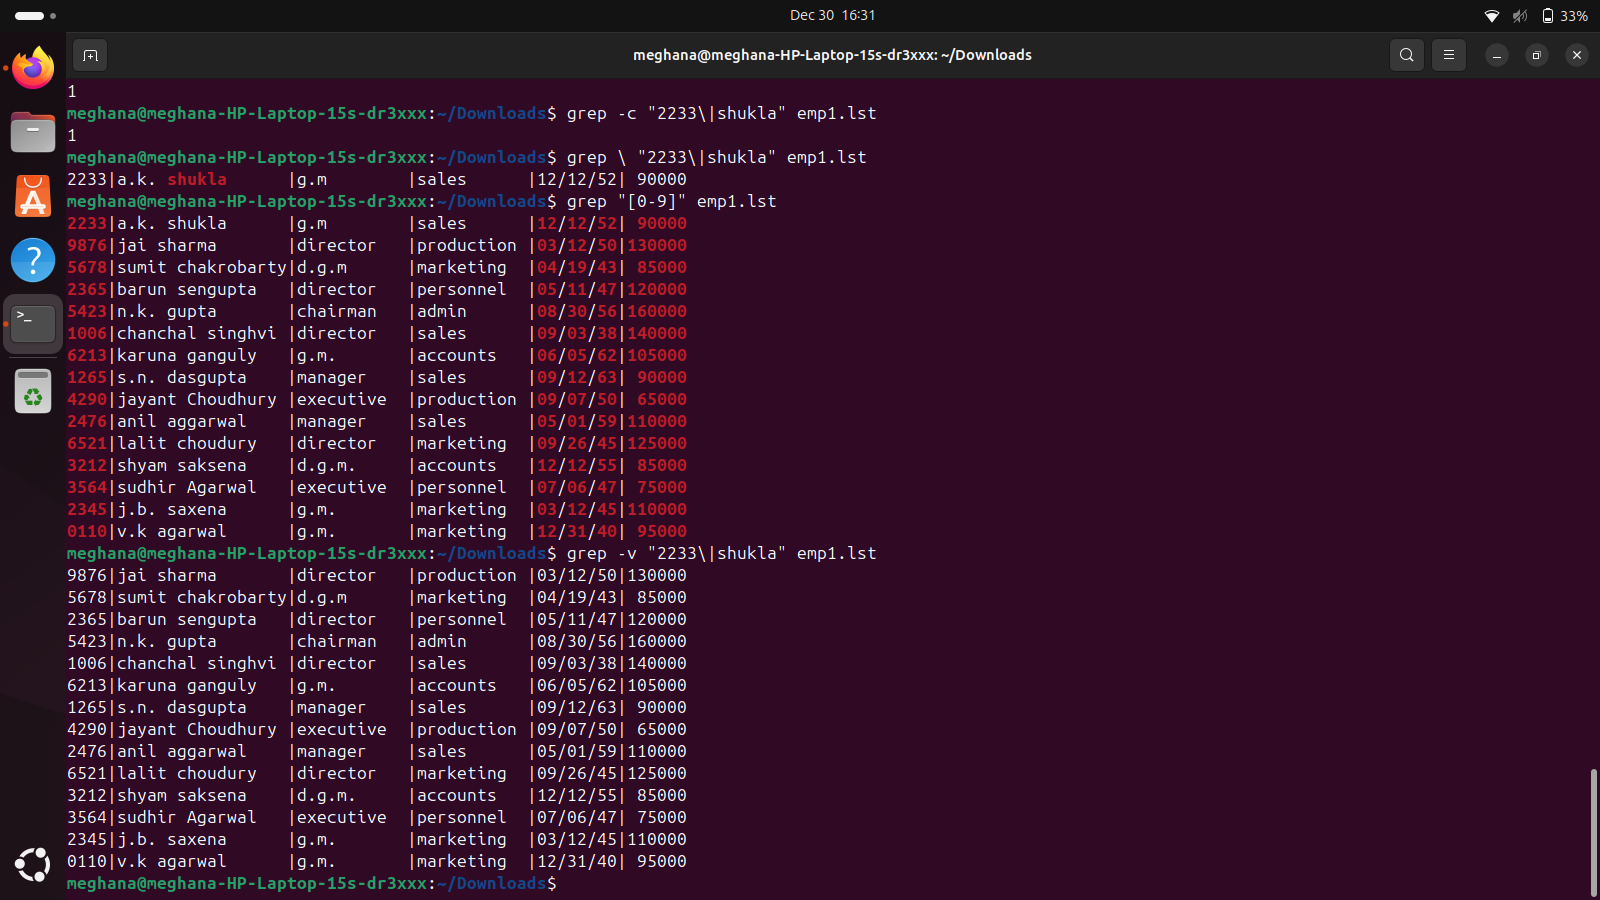 Dec 30 16:31
33%
meghana@meghana-HP-Laptop-15s-dr3xxx: ~/Downloads
1
meghana@meghana-HP-Laptop-15s-dr3xxx:~/Downloads$ grep -c "2233\|shukla" emp1.lst
1
meghana@meghana-HP-Laptop-15s-dr3xxx:~/Downloads$ grep \ "2233\|shukla" emp1.lst
2233|a.k. shukla      |g.m        |sales      |12/12/52| 90000
meghana@meghana-HP-Laptop-15s-dr3xxx:~/Downloads$ grep "[0-9]" emp1.lst
2233|a.k. shukla      |g.m        |sales      |12/12/52| 90000
9876|jai sharma       |director   |production |03/12/50|130000
5678|sumit chakrobarty|d.g.m      |marketing  |04/19/43| 85000
2365|barun sengupta   |director   |personnel  |05/11/47|120000
5423|n.k. gupta       |chairman   |admin      |08/30/56|160000
1006|chanchal singhvi |director   |sales      |09/03/38|140000
6213|karuna ganguly   |g.m.       |accounts   |06/05/62|105000
1265|s.n. dasgupta    |manager    |sales      |09/12/63| 90000
4290|jayant Choudhury |executive  |production |09/07/50| 65000
2476|anil aggarwal    |manager    |sales      |05/01/59|110000
6521|lalit choudury   |director   |marketing  |09/26/45|125000
3212|shyam saksena    |d.g.m.     |accounts   |12/12/55| 85000
3564|sudhir Agarwal   |executive  |personnel  |07/06/47| 75000
2345|j.b. saxena      |g.m.       |marketing  |03/12/45|110000
0110|v.k agarwal      |g.m.       |marketing  |12/31/40| 95000
meghana@meghana-HP-Laptop-15s-dr3xxx:~/Downloads$ grep -v "2233\|shukla" emp1.lst
9876|jai sharma       |director   |production |03/12/50|130000
5678|sumit chakrobarty|d.g.m      |marketing  |04/19/43| 85000
2365|barun sengupta   |director   |personnel  |05/11/47|120000
5423|n.k. gupta       |chairman   |admin      |08/30/56|160000
1006|chanchal singhvi |director   |sales      |09/03/38|140000
6213|karuna ganguly   |g.m.       |accounts   |06/05/62|105000
1265|s.n. dasgupta    |manager    |sales      |09/12/63| 90000
4290|jayant Choudhury |executive  |production |09/07/50| 65000
2476|anil aggarwal    |manager    |sales      |05/01/59|110000
6521|lalit choudury   |director   |marketing  |09/26/45|125000
3212|shyam saksena    |d.g.m.     |accounts   |12/12/55| 85000
3564|sudhir Agarwal   |executive  |personnel  |07/06/47| 75000
2345|j.b. saxena      |g.m.       |marketing  |03/12/45|110000
0110|v.k agarwal      |g.m.       |marketing  |12/31/40| 95000
meghana@meghana-HP-Laptop-15s-dr3xxx:~/Downloads$